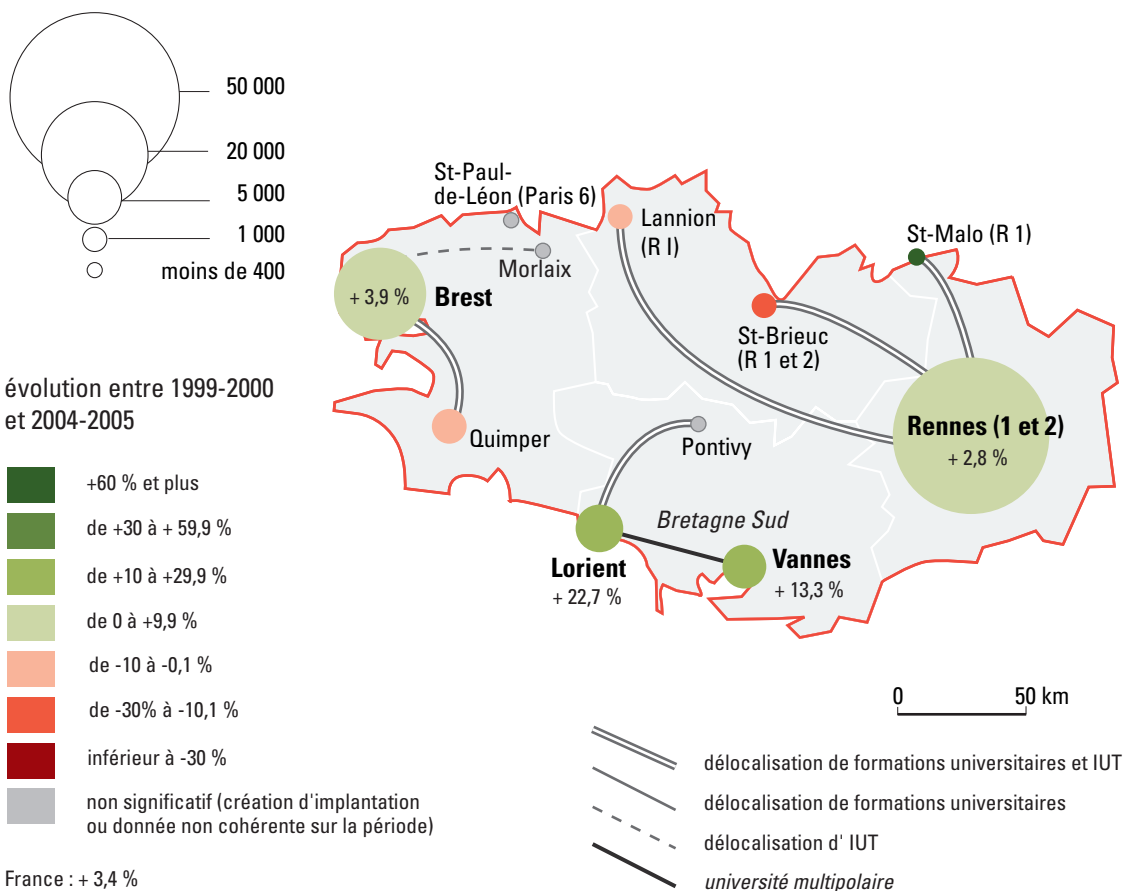 50 000
20 000
5 000
1 000
moins de 400
évolution entre 1999-2000
et 2004-2005
+60 % et plus
de +30 à + 59,9 %
de +10 à +29,9 %
de 0 à +9,9 %
de -10 à -0,1 %
de -30% à -10,1 %
inférieur à -30 %
non significatif (création d'implantation
ou donnée non cohérente sur la période)
France : + 3,4 %
St-Paul-
de-Léon (Paris 6)
Morlaix
Lannion
(R I)
St-Malo (R 1)
+ 3,9 %
Brest
St-Brieuc
(R 1 et 2)
Quimper
Pontivy
Rennes (1 et 2)
+ 2,8 %
Bretagne Sud
Lorient
+ 22,7 %
Vannes
+ 13,3 %
0
50 km
délocalisation de formations universitaires et IUT
délocalisation de formations universitaires
délocalisation d' IUT
université multipolaire